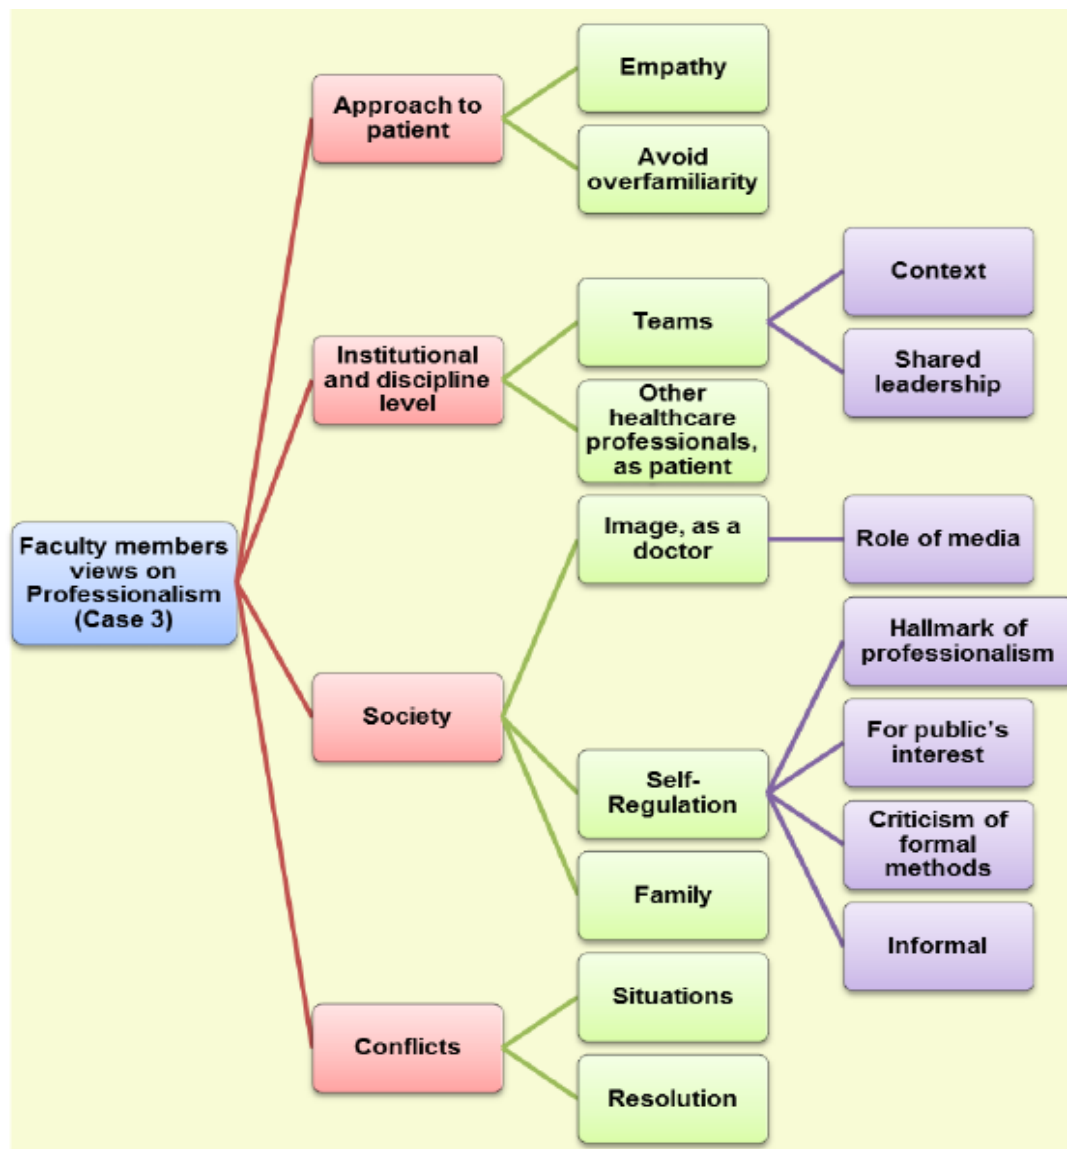 Faculty members
views on
Professionalism
(Case 3)
Approach to
patient
Empathy
Avoid
overfamiliarity
Institutional
and discipline
level
Teams
Context
Shared
leadership
Other
healthcare
professionals,
as patient
Society
Image, as a
doctor
Role of media
Self-
Regulation
Hallmark of
professionalism
For public’s
interest
Criticism of
formal
methods
Informal
Family
Conflicts
Situations
Resolution